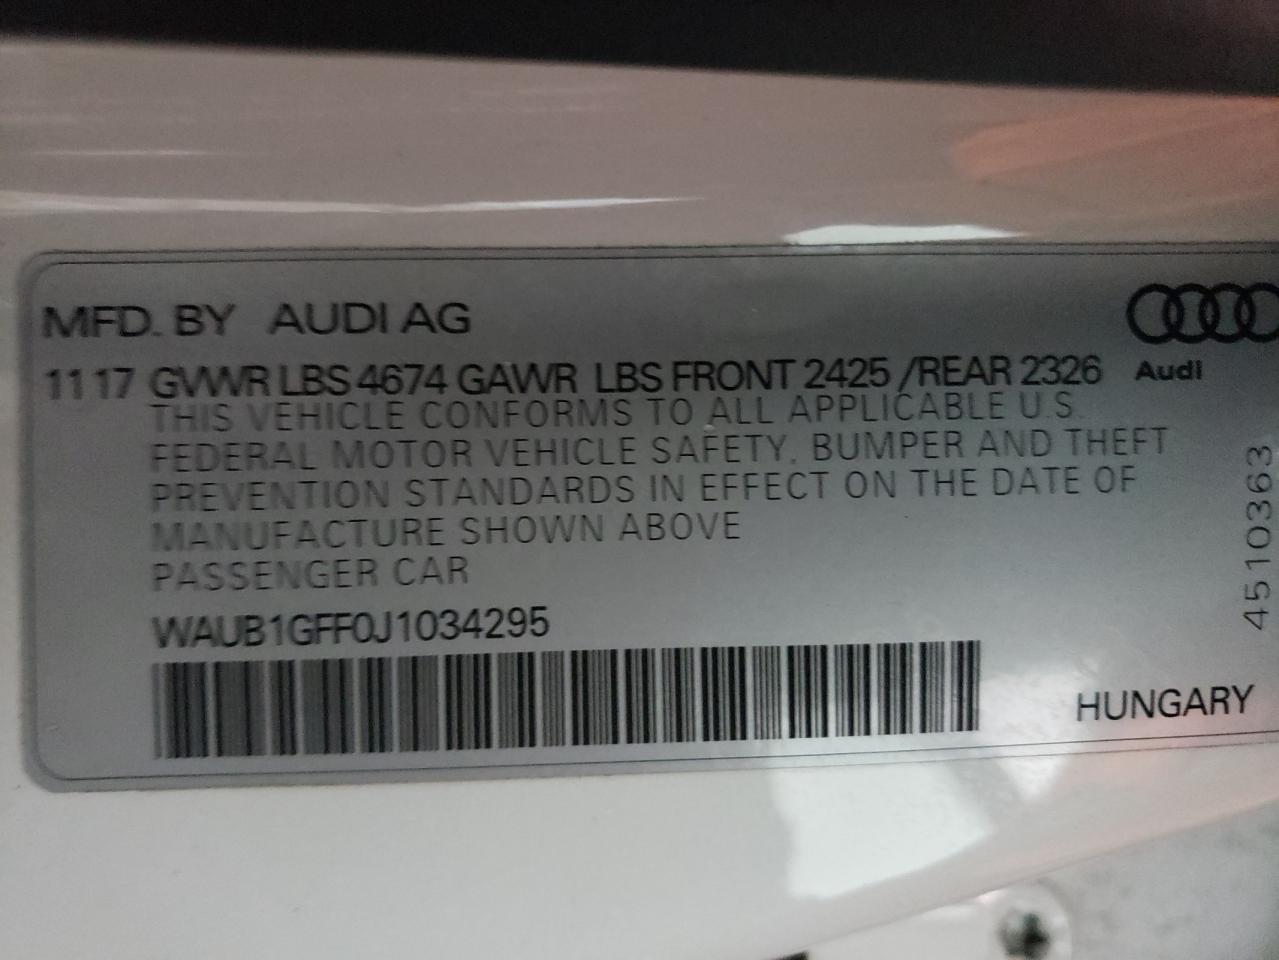 MFD. BY AUDI AG
Audi
11 17 GVWR LBS 4674 GAWR LBS FRONT 2425 /REAR 2326
THIS VEHICLE CONFORMS TO ALL APPLICABLE U.S.
FEDERAL MOTOR VEHICLE SAFETY, BUMPER AND THEFT
PREVENTION STANDARDS IN EFFECT ON THE DATE OF
MANUFACTURE SHOWN ABOVE
PASSENGER CAR
WAUB1GFF0J1034295
HUNGARY
4510363